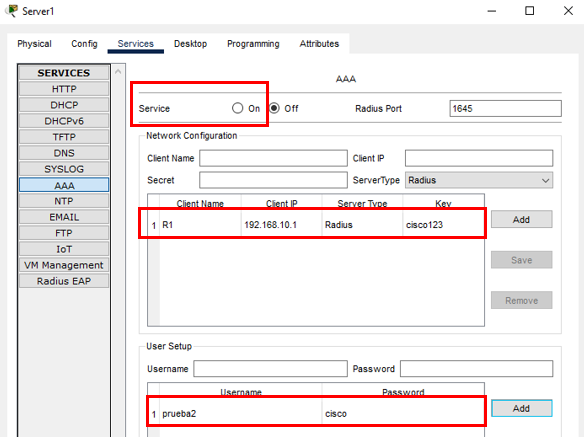 Server1
Physical Config Services Desktop Programming Attributes
SERVICES
HTTP
DHCP
DHCPv6
TFTP
DNS
SYSLOG
AAA
NTP
EMAIL
FTP
IoT
VM Management
Radius EAP
AAA
Service On Off Radius Port 1645
Network Configuration
Client Name Client IP
Secret ServerType Radius
Client Name Client IP Server Type Key
1 R1 192.168.10.1 Radius cisco123
Add
Save
Remove
User Setup
Username Password
Username Password
1 prueba2 cisco
Add